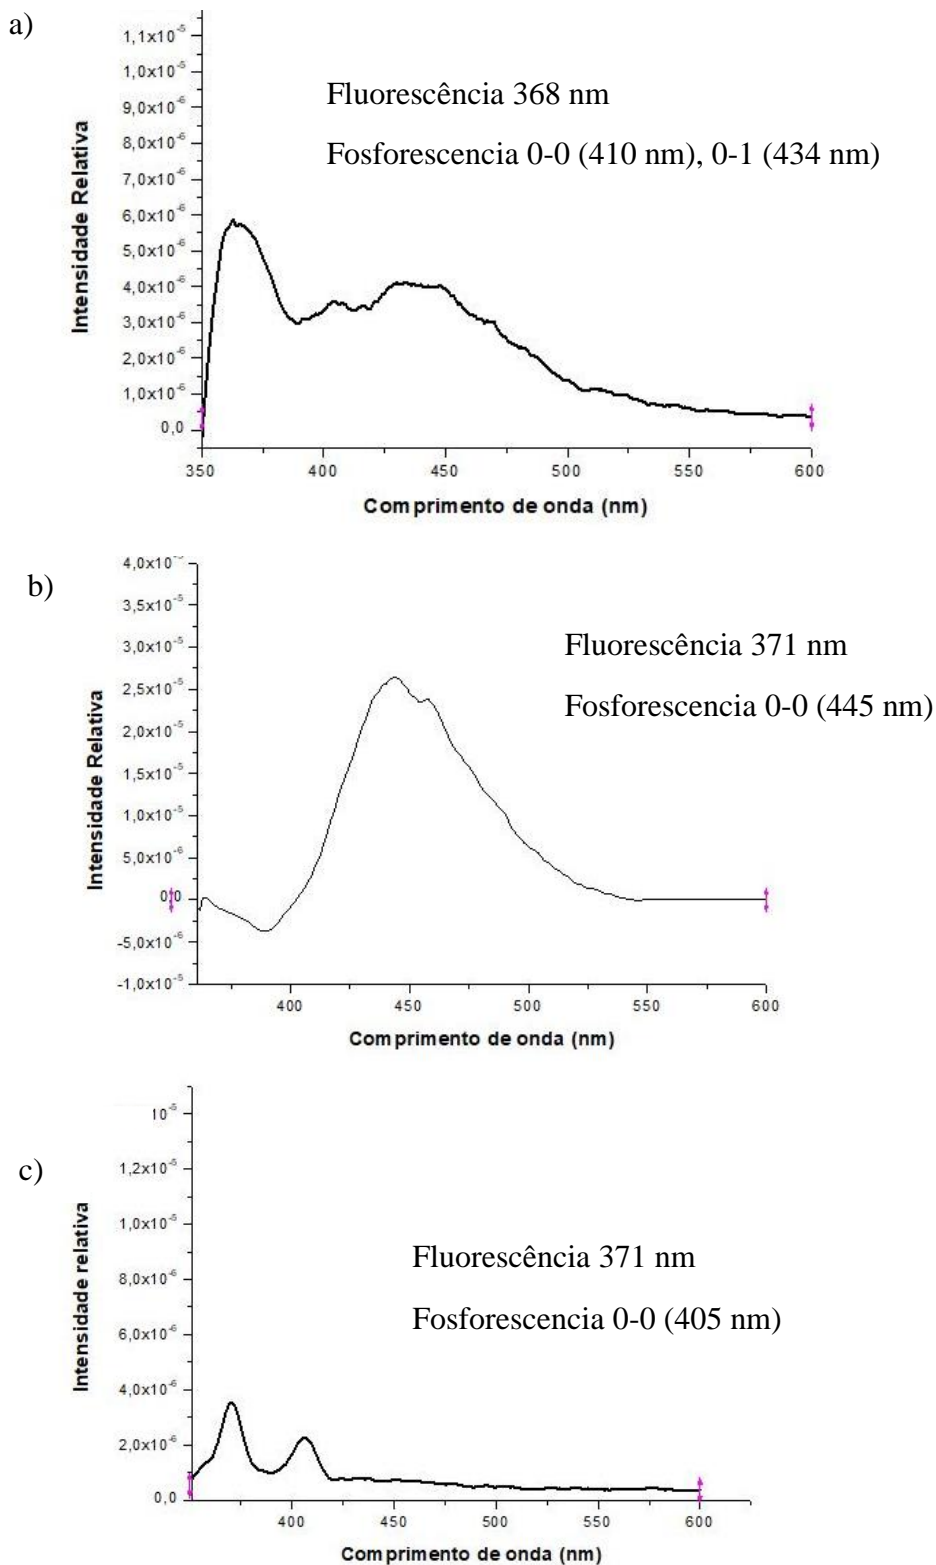 a)
1,1x10⁻⁵
1,0x10⁻⁵
9,0x10⁻⁶
8,0x10⁻⁶
7,0x10⁻⁶
6,0x10⁻⁶
5,0x10⁻⁶
4,0x10⁻⁶
3,0x10⁻⁶
2,0x10⁻⁶
1,0x10⁻⁶
0,0
Intensidade Relativa
Fluorescência 368 nm
Fosforescencia 0-0 (410 nm), 0-1 (434 nm)
350 400 450 500 550 600
Comprimento de onda (nm)
b)
3,5x10⁻⁵
3,0x10⁻⁵
2,5x10⁻⁵
2,0x10⁻⁵
1,5x10⁻⁵
1,0x10⁻⁵
5,0x10⁻⁶
0,0
-5,0x10⁻⁶
-1,0x10⁻⁵
Intensidade Relativa
Fluorescência 371 nm
Fosforescencia 0-0 (445 nm)
400 450 500 550 600
Comprimento de onda (nm)
c)
10⁻⁵
1,2x10⁻⁵
1,0x10⁻⁵
8,0x10⁻⁶
6,0x10⁻⁶
4,0x10⁻⁶
2,0x10⁻⁶
0,0
Intensidade relativa
Fluorescência 371 nm
Fosforescencia 0-0 (405 nm)
400 450 500 550 600
Comprimento de onda (nm)